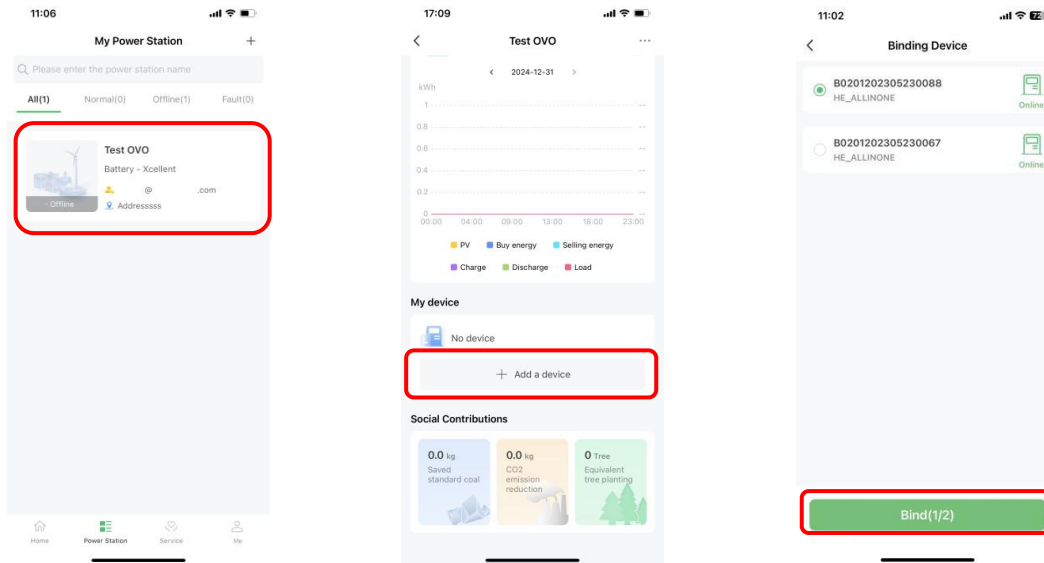 11:06
My Power Station
+
Please enter the power station name
All(1) Normal(0) Offline(1) Fault(0)
Test OVO
Battery - Xcellent
@ .com
- Offline
Addresssss
Home Power Station Service Me
17:09
Test OVO
...
2024-12-31
kWh
1 --
0.8 --
0.6 --
0.4 --
0.2 --
0 --
00:00 04:00 09:00 13:00 18:00 23:00
PV Buy energy Selling energy
Charge Discharge Load
My device
No device
+ Add a device
Social Contributions
0.0 kg
Saved
standard coal
0.0 kg
CO2
emission
reduction
0 Tree
Equivalent
tree planting
11:02
72
Binding Device
B0201202305230088
HE_ALLINONE
Online
B0201202305230067
HE_ALLINONE
Online
Bind(1/2)